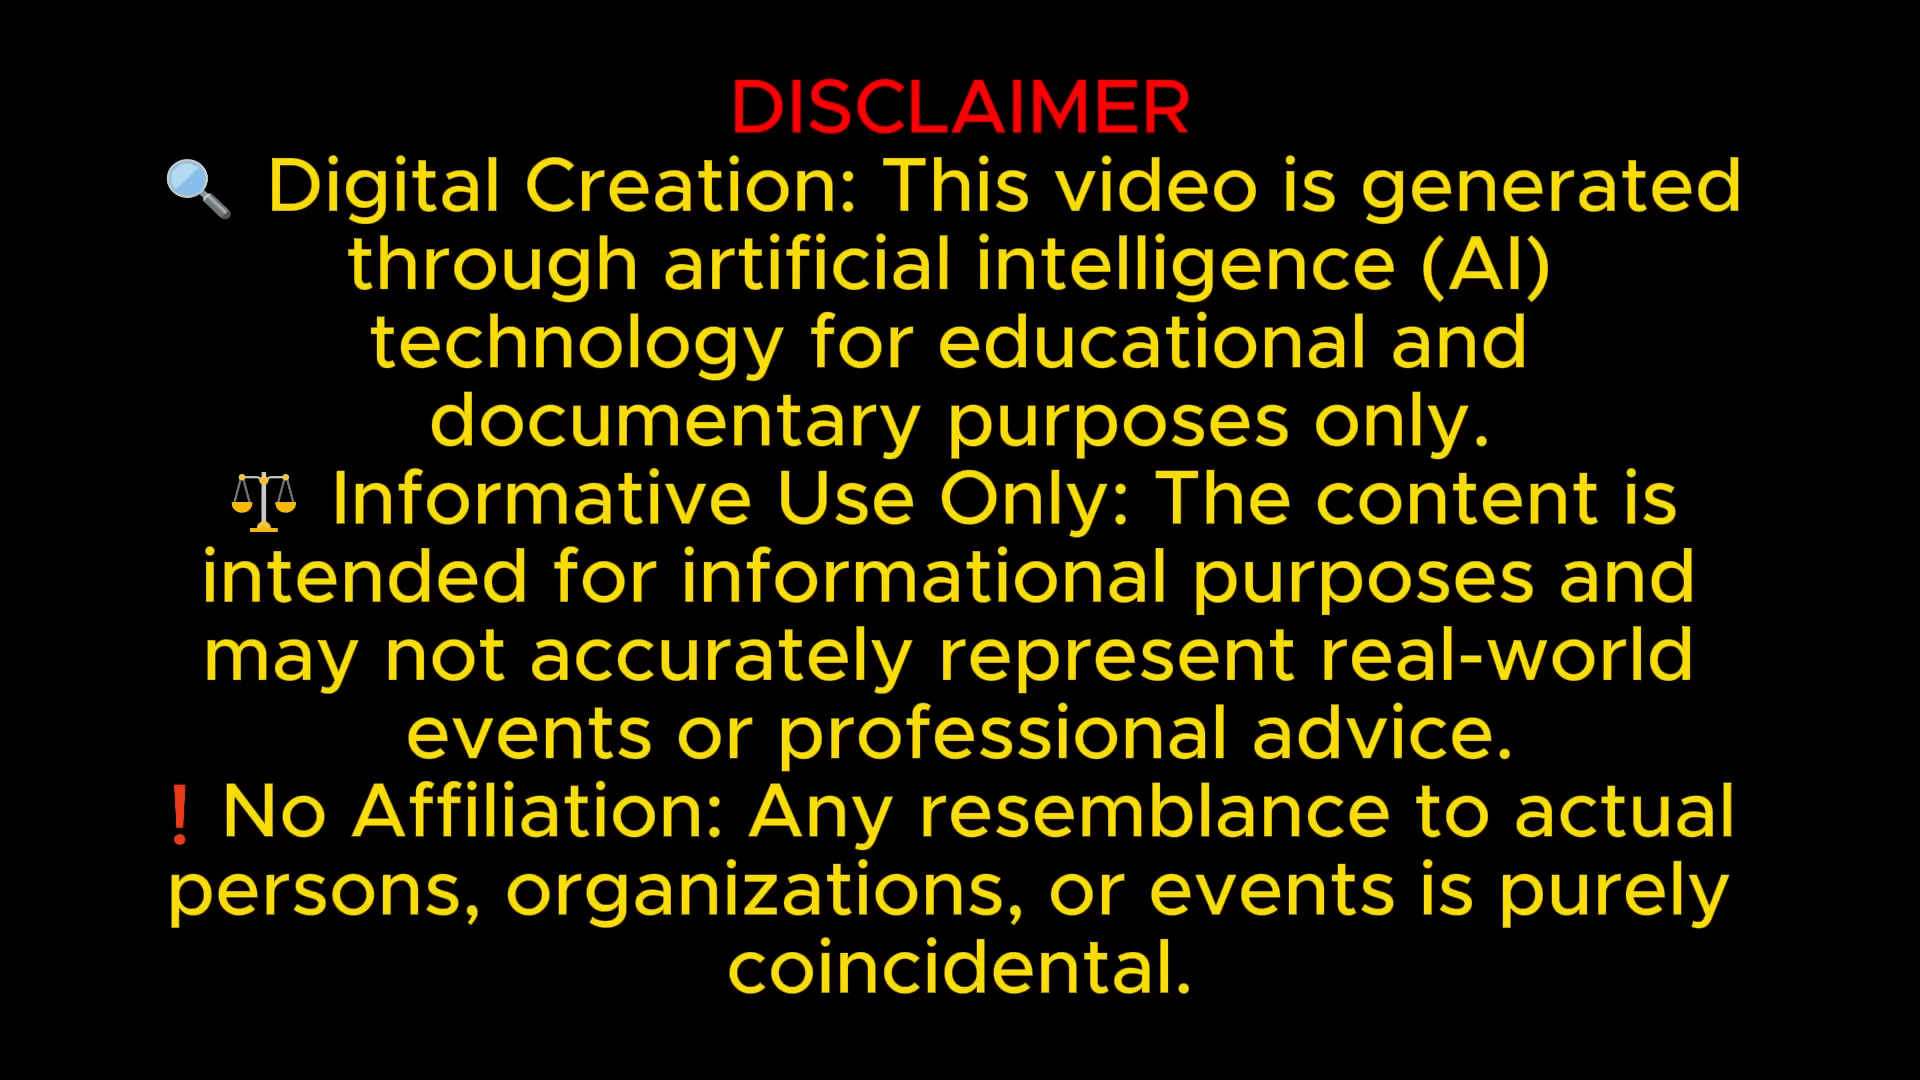 DISCLAIMER
🔍 Digital Creation: This video is generated
through artificial intelligence (AI)
technology for educational and
documentary purposes only.
⚖️ Informative Use Only: The content is
intended for informational purposes and
may not accurately represent real-world
events or professional advice.
❗No Affiliation: Any resemblance to actual
persons, organizations, or events is purely
coincidental.